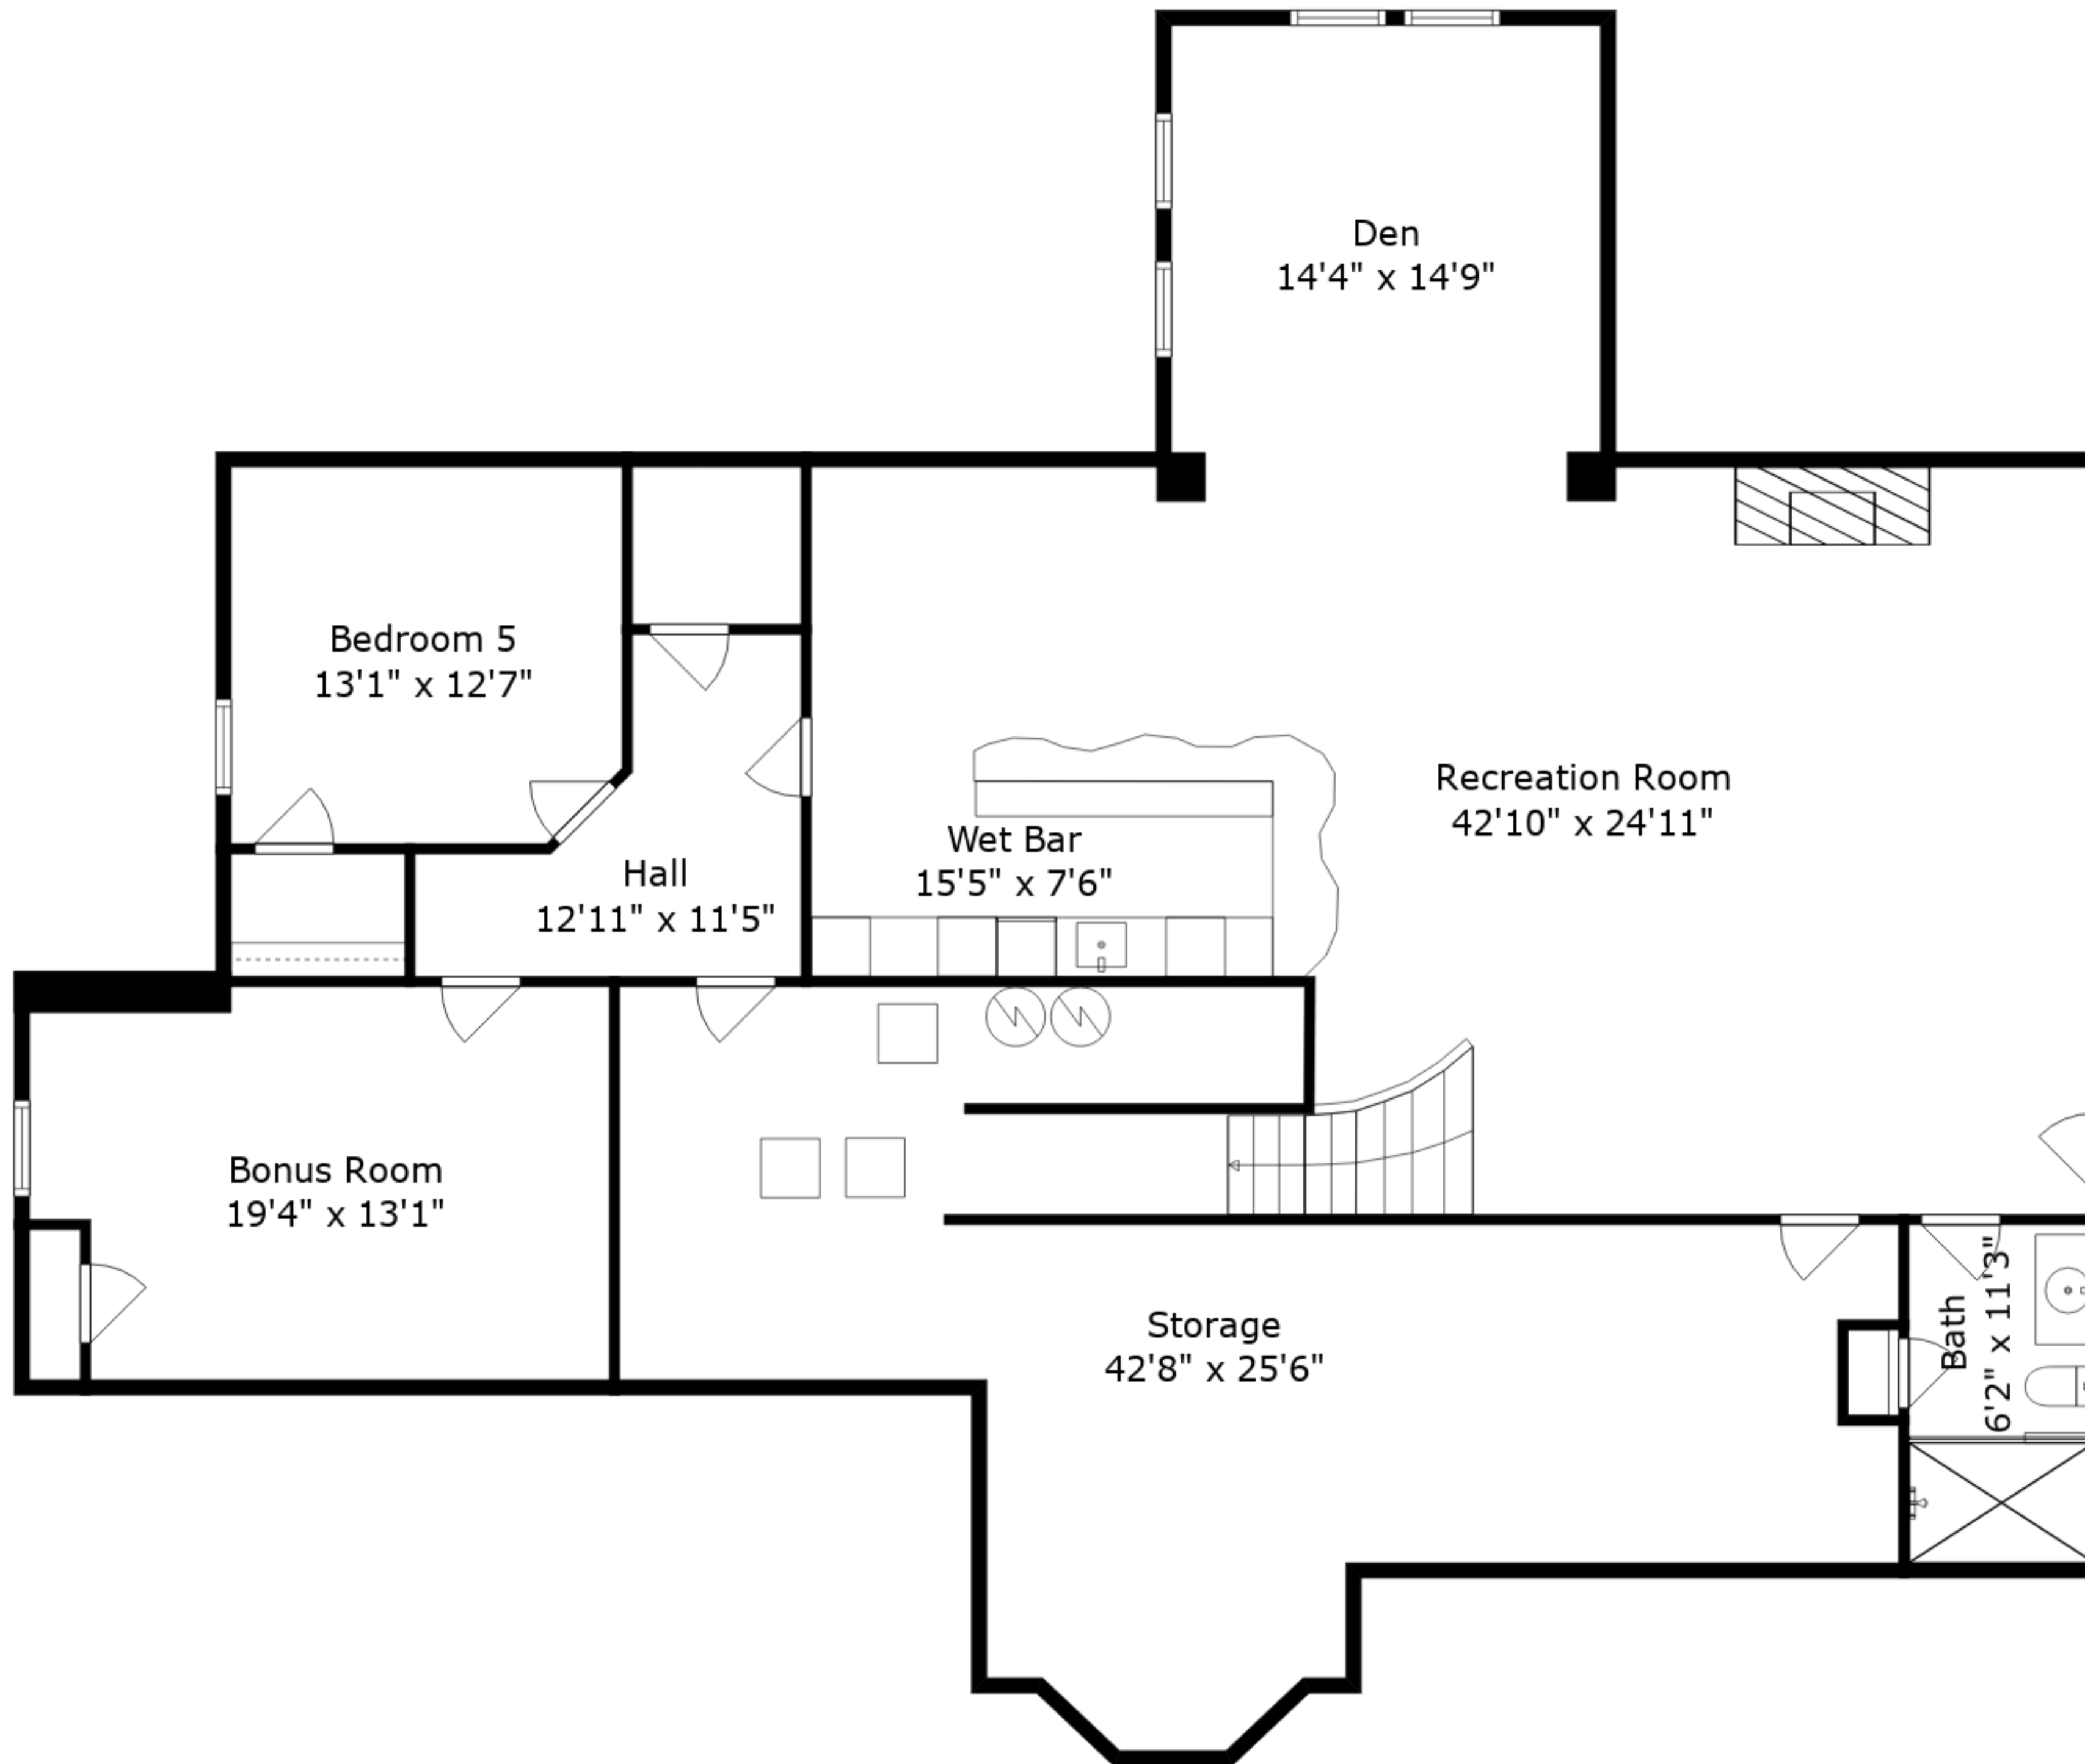 Den
14'4" x 14'9"
Bedroom 5
13'1" x 12'7"
Recreation Room
42'10" x 24'11"
Wet Bar
15'5" x 7'6"
Hall
12'11" x 11'5"
Bonus Room
19'4" x 13'1"
Storage
42'8" x 25'6"
Bath
6'2" x 11'3"